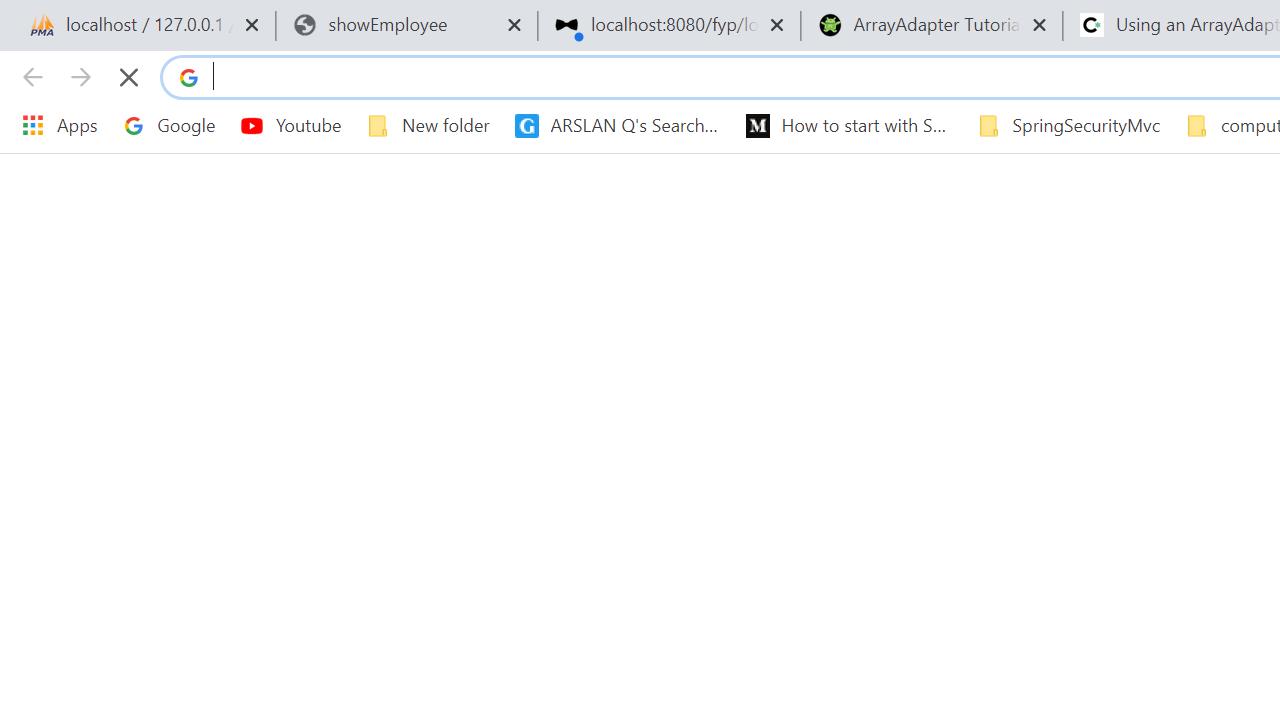 localhost / 127.0.0.1 / showEmployee localhost:8080/fyp/lo ArrayAdapter Tutoria Using an ArrayAdapt
Apps Google Youtube New folder ARSLAN Q's Search... How to start with S... SpringSecurityMvc comput